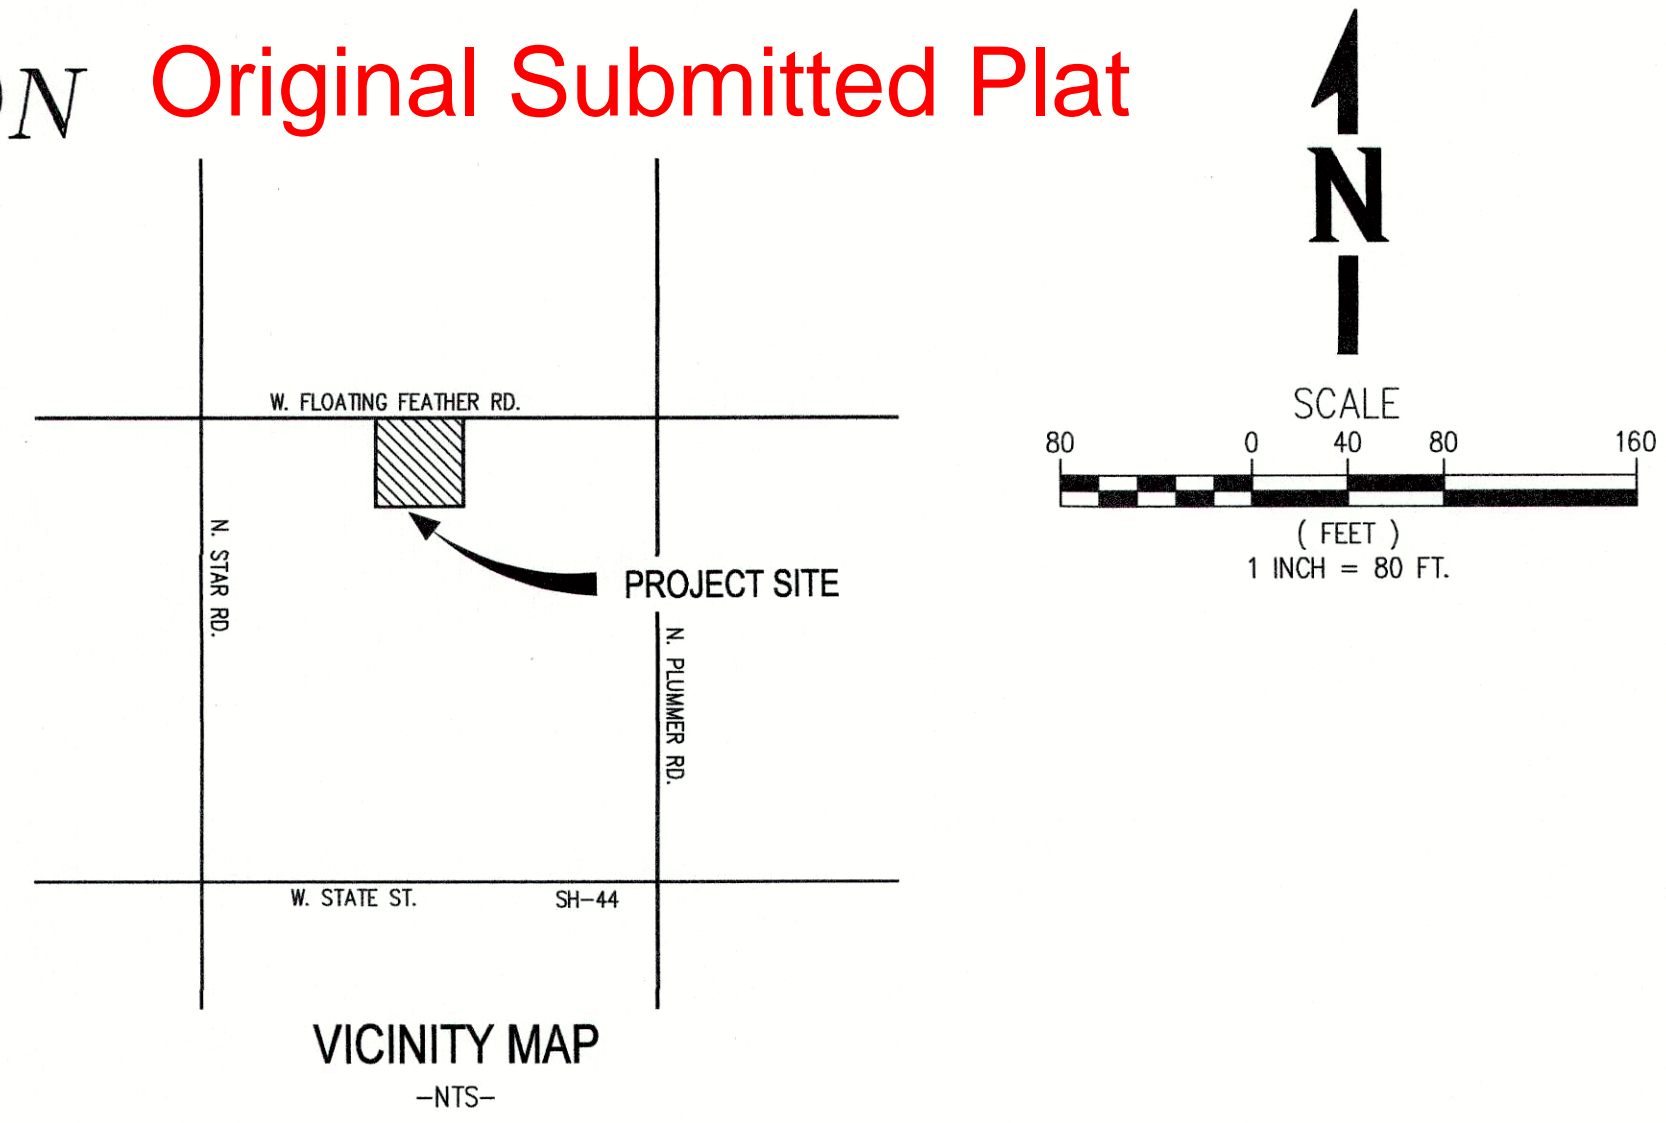 ON Original Submitted Plat
N
W. FLOATING FEATHER RD.
SCALE
80 0 40 80 160
( FEET )
1 INCH = 80 FT.
N. STAR RD.
PROJECT SITE
N. PLUMMER RD.
W. STATE ST. SH-44
VICINITY MAP
-NTS-